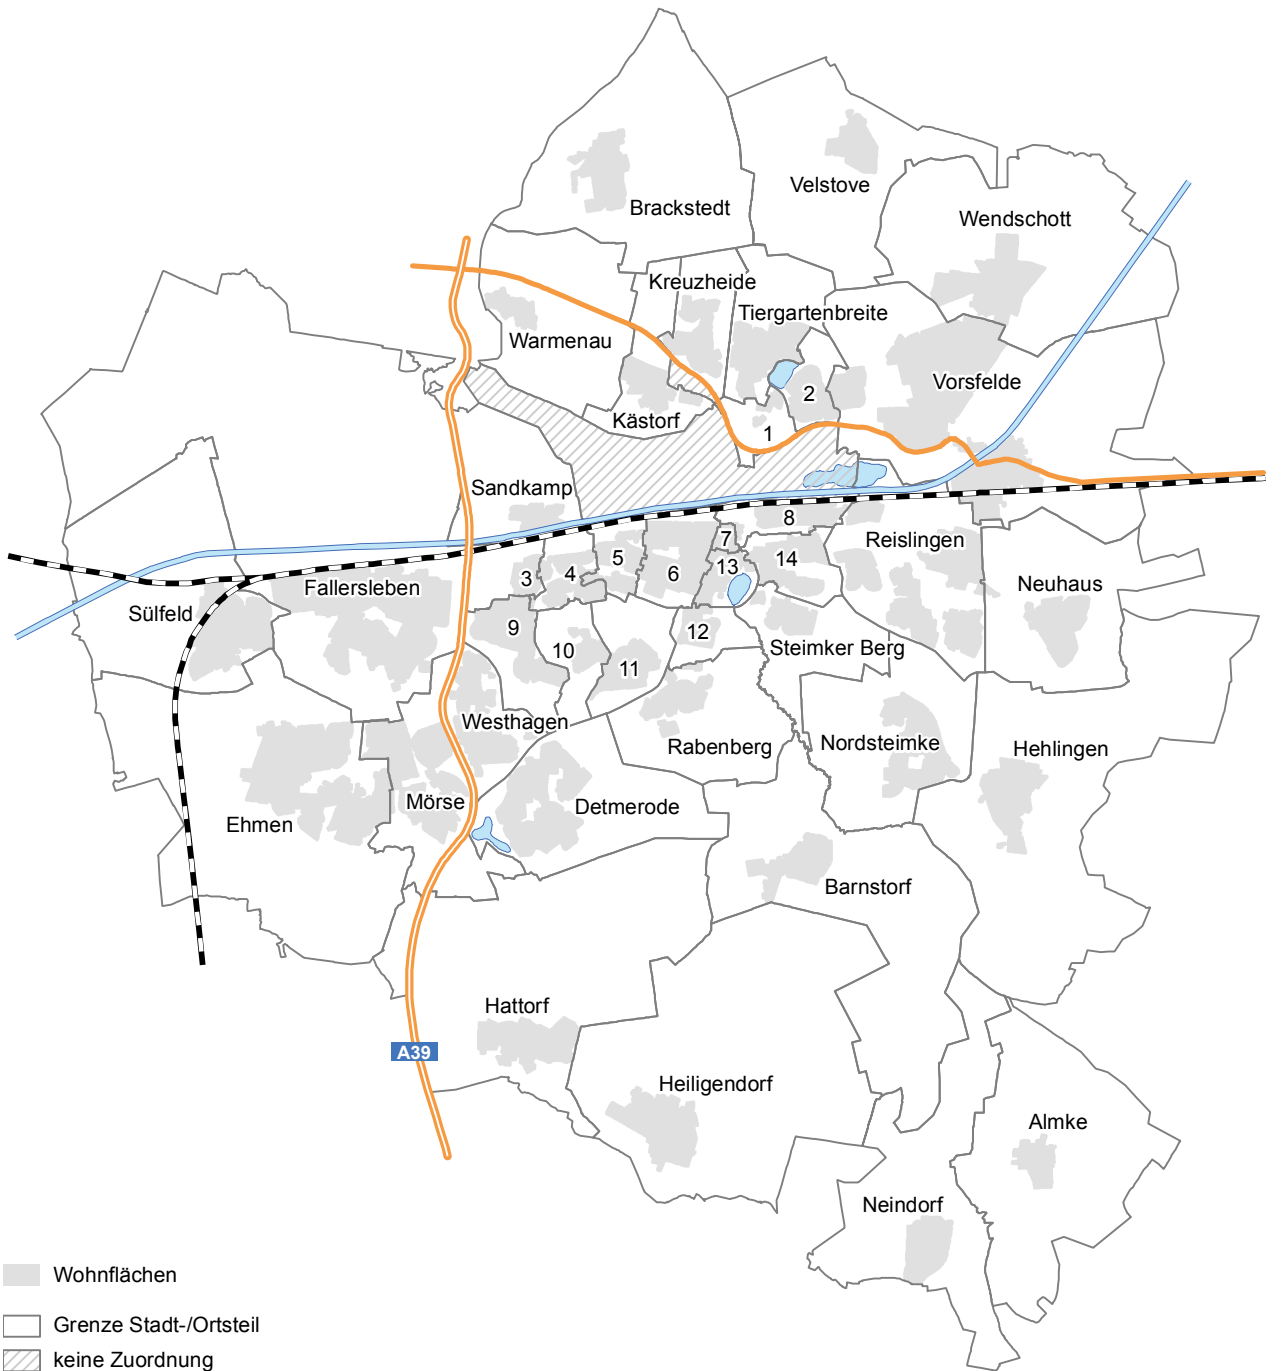 Velstove
Brackstedt
Wendschott
Kreuzheide
Tiergartenbreite
Warmenau
Vorsfelde
2
Kästorf
1
Sandkamp
8
7
Reislingen
5
13
14
4
6
3
Fallersleben
Neuhaus
Sülfeld
9
12
10
Steimker Berg
11
Westhagen
Rabenberg
Nordsteimke
Hehlingen
Mörse
Detmerode
Ehmen
Barnstorf
Hattorf
A39
Heiligendorf
Almke
Neindorf
Wohnflächen
Grenze Stadt-/Ortsteil
keine Zuordnung